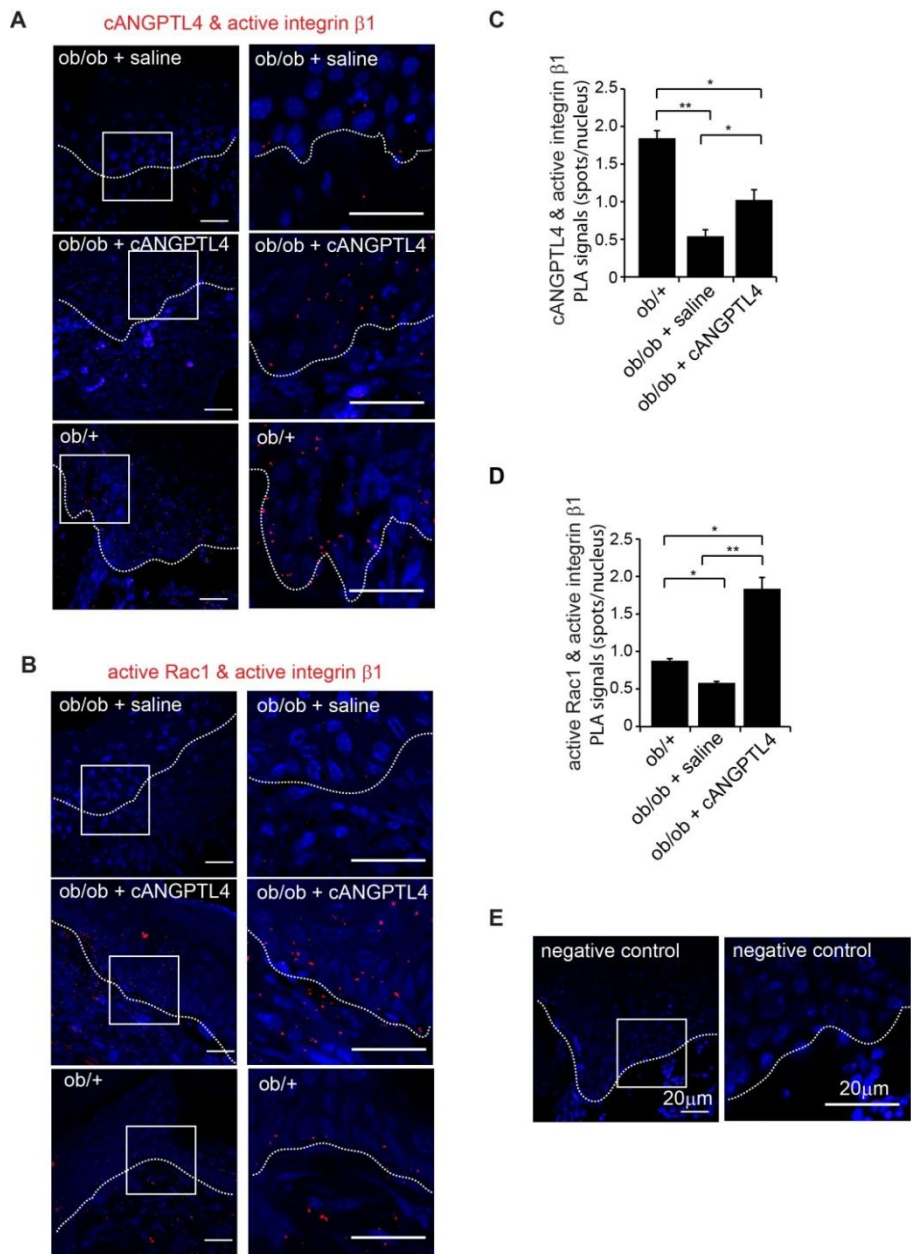 A
cANGPTL4 & active integrin β1
ob/ob + saline
ob/ob + saline
ob/ob + cANGPTL4
ob/ob + cANGPTL4
ob/+
ob/+
B
active Rac1 & active integrin β1
ob/ob + saline
ob/ob + saline
ob/ob + cANGPTL4
ob/ob + cANGPTL4
ob/+
ob/+
C
cANGPTL4 & active integrin β1
PLA signals (spots/nucleus)
2.0
1.5
1.0
0.5
0
*
**
*
ob/+
ob/ob + saline
ob/ob + cANGPTL4
D
active Rac1 & active integrin β1
PLA signals (spots/nucleus)
2.5
2.0
1.5
1.0
0.5
0
*
**
*
ob/+
ob/ob + saline
ob/ob + cANGPTL4
E
negative control
negative control
20μm
20μm